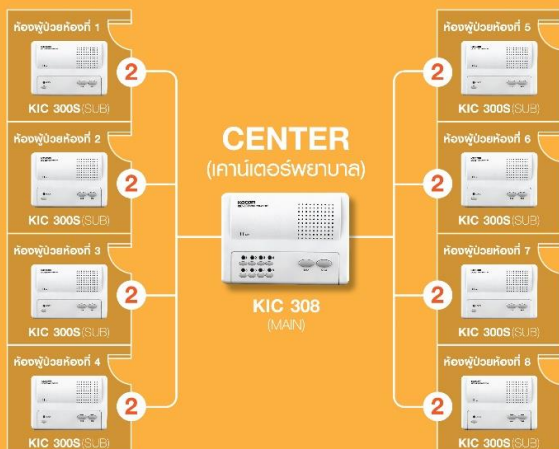 ห้องผู้ป่วยห้องที่ 1
2
KIC 300S(SUB)
ห้องผู้ป่วยห้องที่ 2
2
KIC 300S(SUB)
ห้องผู้ป่วยห้องที่ 3
2
KIC 300S(SUB)
ห้องผู้ป่วยห้องที่ 4
2
KIC 300S(SUB)
CENTER
(เคาน์เตอร์พยาบาล)
KOCOM
KIC 308
(MAIN)
ห้องผู้ป่วยห้องที่ 5
2
KIC 300S(SUB)
ห้องผู้ป่วยห้องที่ 6
2
KIC 300S(SUB)
ห้องผู้ป่วยห้องที่ 7
2
KIC 300S(SUB)
ห้องผู้ป่วยห้องที่ 8
2
KIC 300S(SUB)